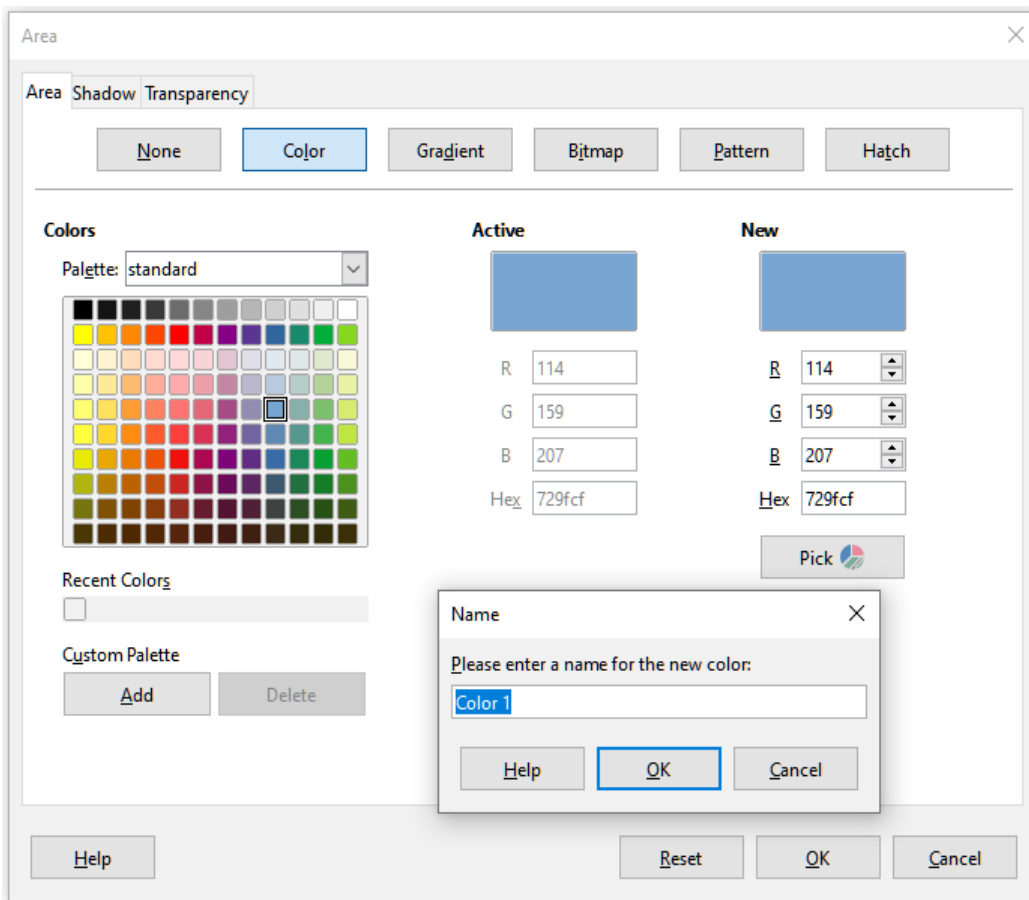 Area
Area Shadow Transparency
None Color Gradient Bitmap Pattern Hatch
Colors Active New
Palette: standard
R 114 R 114
G 159 G 159
B 207 B 207
Hex 729fcf Hex 729fcf
Pick
Recent Colors
Custom Palette
Add Delete
Name
Please enter a name for the new color:
Color 1
Help OK Cancel
Help Reset OK Cancel